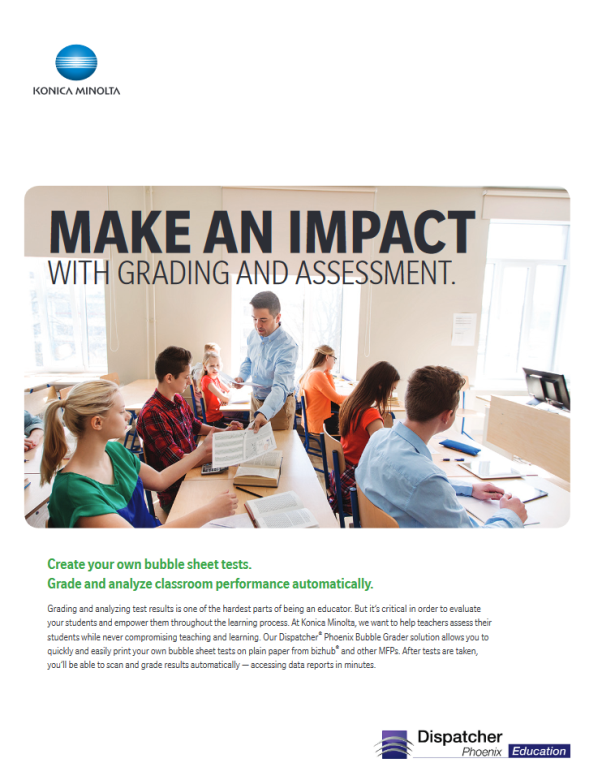 KONICA MINOLTA
MAKE AN IMPACT
WITH GRADING AND ASSESSMENT.
Create your own bubble sheet tests.
Grade and analyze classroom performance automatically.
Grading and analyzing test results is one of the hardest parts of being an educator. But it's critical in order to evaluate
your students and empower them throughout the learning process. At Konica Minolta, we want to help teachers assess their
students while never compromising teaching and learning. Our Dispatcher® Phoenix Bubble Grader solution allows you to
quickly and easily print your own bubble sheet tests on plain paper from bizhub® and other MFPs. After tests are taken,
you'll be able to scan and grade results automatically — accessing data reports in minutes.
Dispatcher
Phoenix Education